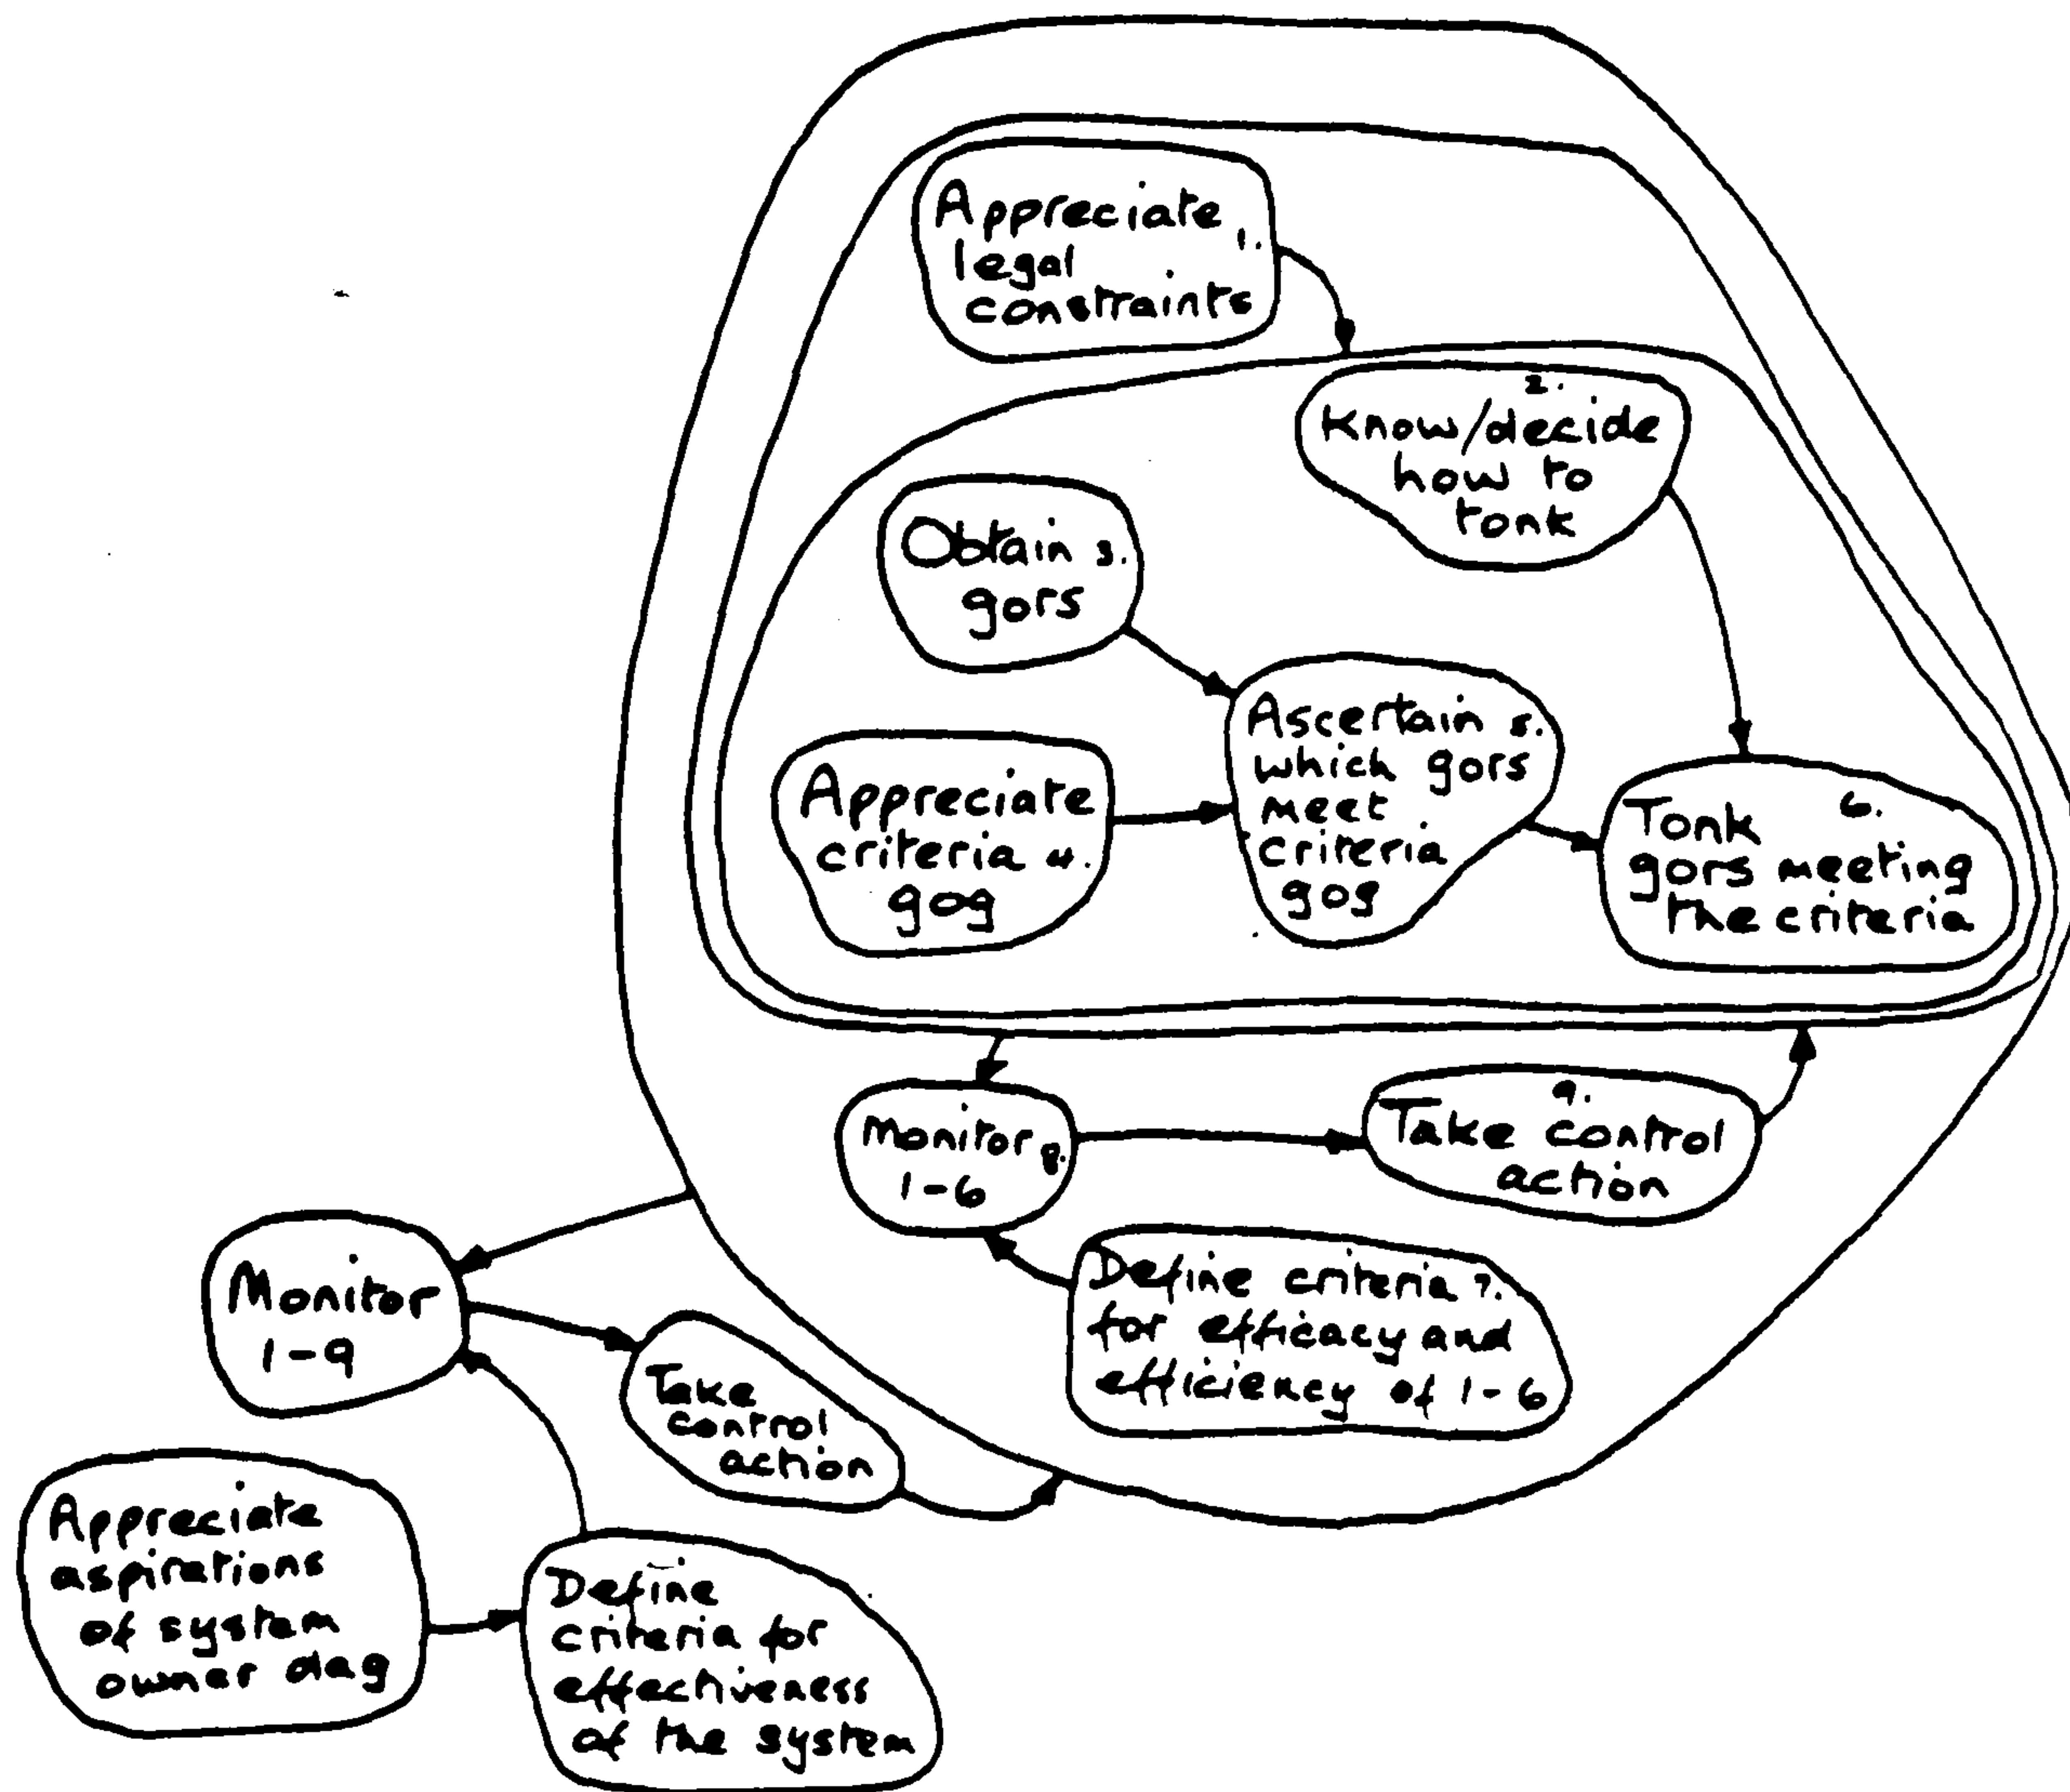 Appreciate
1.
legal
constraints
2.
Know/decide
how to
tonk
Obtain 3.
gors
Ascertain 5.
which gors
meet
criteria
gog
Appreciate
criteria 4.
gog
Tonk 6.
gors meeting
the criteria
Monitor 8.
1-6
9.
Take control
action
Define criteria 7.
for efficacy and
efficiency of 1-6
Monitor
1-9
Take
control
action
Appreciate
aspirations
of system
owner dag
Define
criteria for
effectiveness
of the system